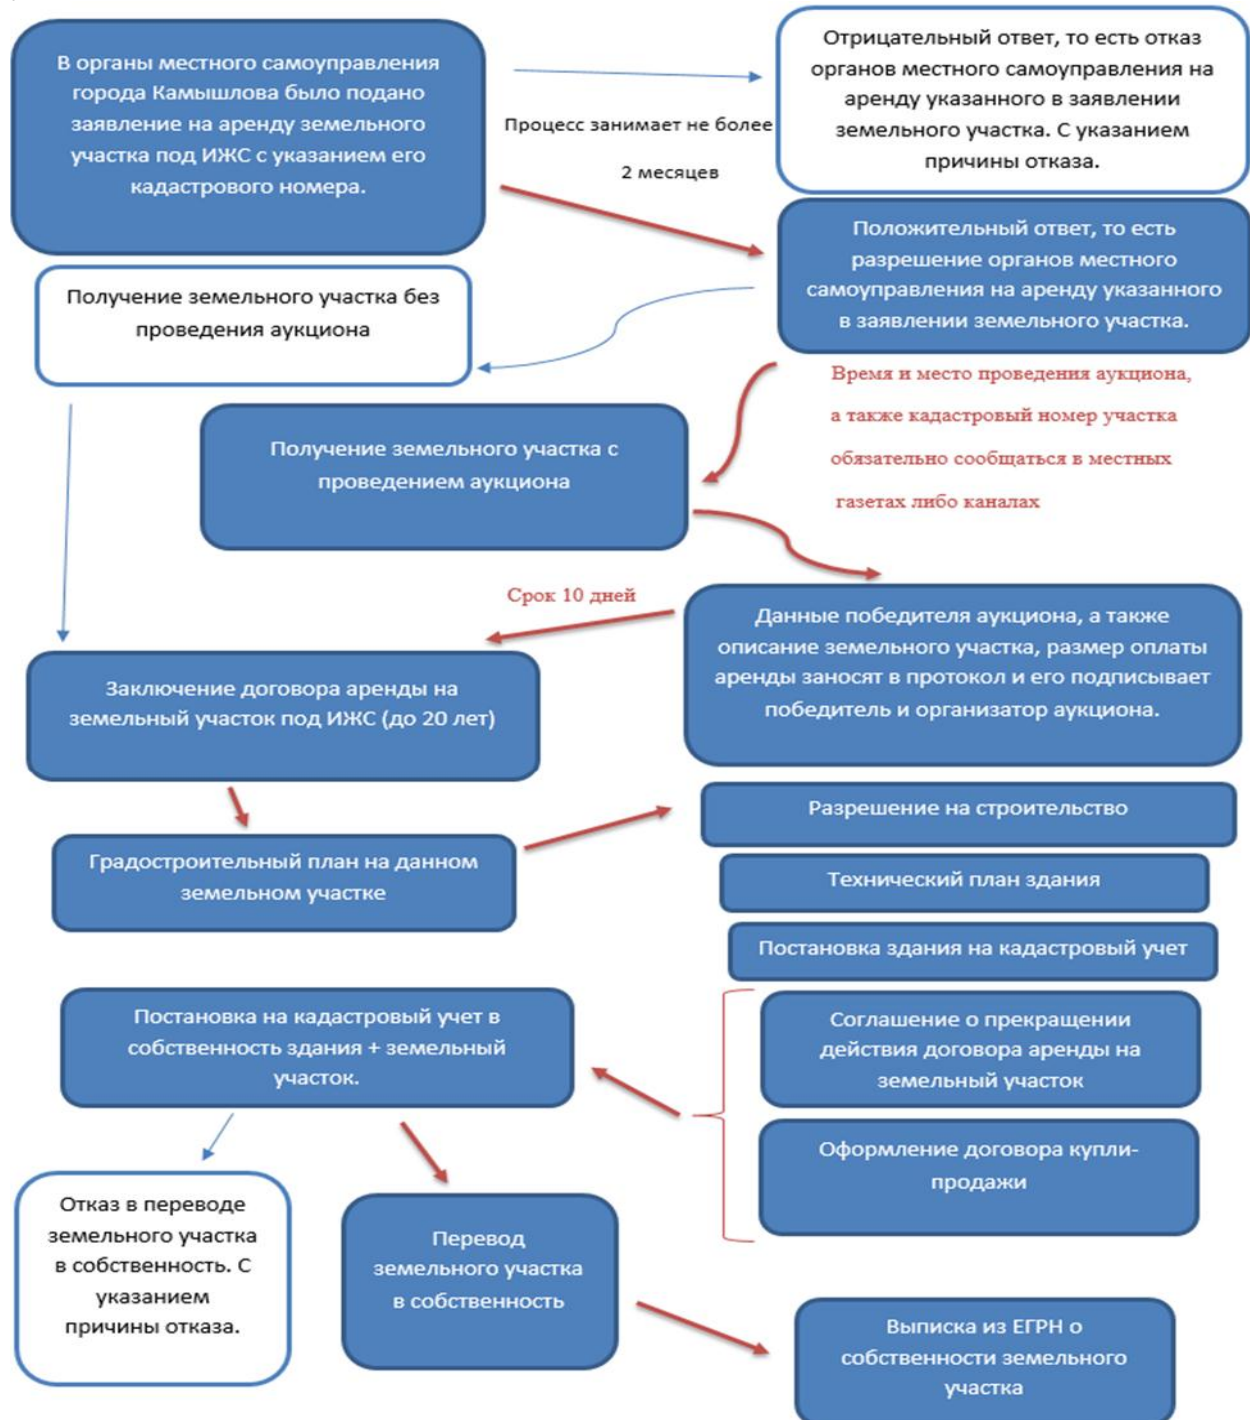 В органы местного самоуправления
города Камышлова было подано
заявление на аренду земельного
участка под ИЖС с указанием его
кадастрового номера.
Процесс занимает не более
2 месяцев
Отрицательный ответ, то есть отказ
органов местного самоуправления на
аренду указанного в заявлении
земельного участка. С указанием
причины отказа.
Положительный ответ, то есть
разрешение органов местного
самоуправления на аренду указанного
в заявлении земельного участка.
Получение земельного участка без
проведения аукциона
Время и место проведения аукциона,
а также кадастровый номер участка
обязательно сообщаться в местных
газетах либо каналах
Получение земельного участка с
проведением аукциона
Срок 10 дней
Данные победителя аукциона, а также
описание земельного участка, размер оплаты
аренды заносят в протокол и его подписывает
победитель и организатор аукциона.
Заключение договора аренды на
земельный участок под ИЖС (до 20 лет)
Градостроительный план на данном
земельном участке
Разрешение на строительство
Технический план здания
Постановка здания на кадастровый учет
Соглашение о прекращении
действия договора аренды на
земельный участок
Оформление договора купли-
продажи
Постановка на кадастровый учет в
собственность здания + земельный
участок.
Отказ в переводе
земельного участка
в собственность. С
указанием
причины отказа.
Перевод
земельного участка
в собственность
Выписка из ЕГРН о
собственности земельного
участка